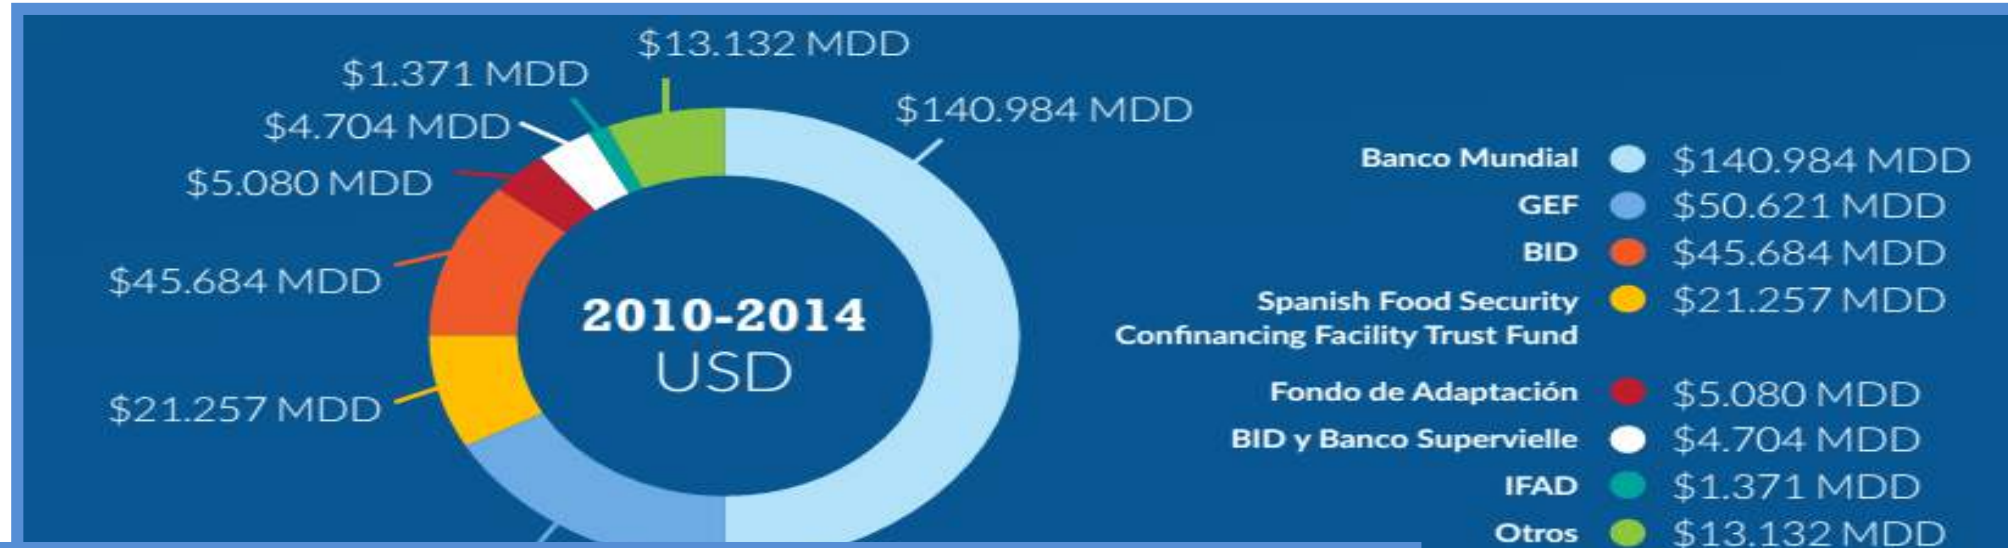 $13.132 MDD
$1.371 MDD
$140.984 MDD
$4.704 MDD
$5.080 MDD
$45.684 MDD
$21.257 MDD
2010-2014
USD
Banco Mundial $140.984 MDD
GEF $50.621 MDD
BID $45.684 MDD
Spanish Food Security $21.257 MDD
Confinancing Facility Trust Fund
Fondo de Adaptación $5.080 MDD
BID y Banco Supervielle $4.704 MDD
IFAD $1.371 MDD
Otros $13.132 MDD